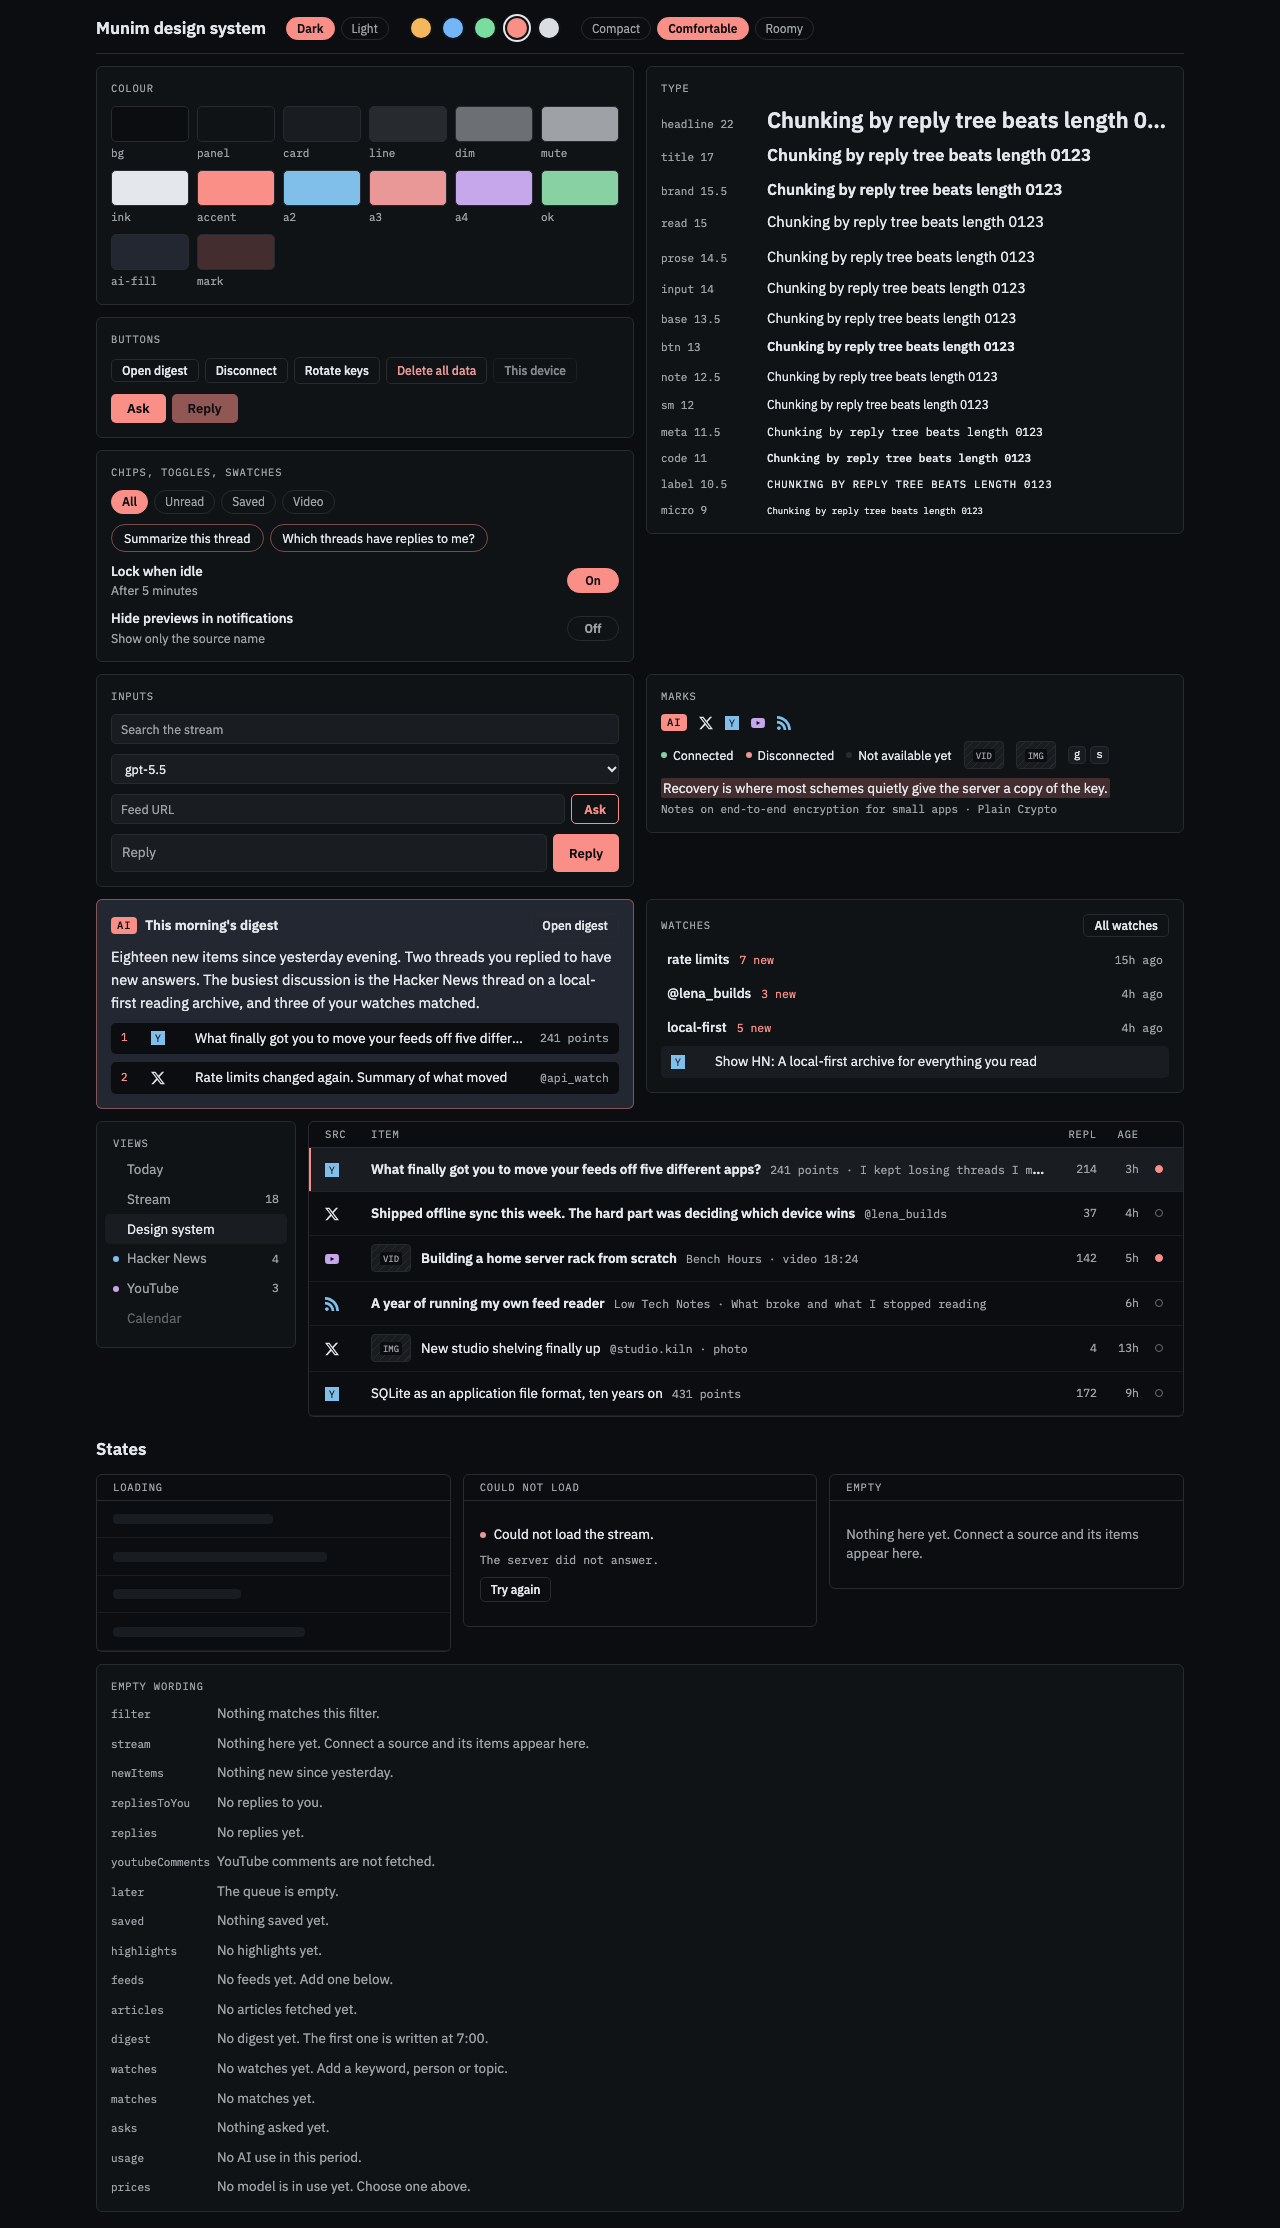 Munim design system
Dark
Light
Compact
Comfortable
Roomy
COLOUR
bg
panel
card
line
dim
mute
ink
accent
a2
a3
a4
ok
ai-fill
mark
TYPE
headline 22
Chunking by reply tree beats length 0...
title 17
Chunking by reply tree beats length 0123
brand 15.5
Chunking by reply tree beats length 0123
read 15
Chunking by reply tree beats length 0123
prose 14.5
Chunking by reply tree beats length 0123
input 14
Chunking by reply tree beats length 0123
base 13.5
Chunking by reply tree beats length 0123
btn 13
Chunking by reply tree beats length 0123
note 12.5
Chunking by reply tree beats length 0123
sm 12
Chunking by reply tree beats length 0123
meta 11.5
Chunking by reply tree beats length 0123
code 11
Chunking by reply tree beats length 0123
label 10.5
CHUNKING BY REPLY TREE BEATS LENGTH 0123
micro 9
Chunking by reply tree beats length 0123
BUTTONS
Open digest
Disconnect
Rotate keys
Delete all data
This device
Ask
Reply
CHIPS, TOGGLES, SWATCHES
All
Unread
Saved
Video
Summarize this thread
Which threads have replies to me?
Lock when idle
After 5 minutes
On
Hide previews in notifications
Show only the source name
Off
INPUTS
Search the stream
gpt-5.5
Feed URL
Ask
Reply
Reply
MARKS
AI
Y
Connected
Disconnected
Not available yet
VID
IMG
g
s
Recovery is where most schemes quietly give the server a copy of the key.
Notes on end-to-end encryption for small apps · Plain Crypto
AI
This morning's digest
Open digest
Eighteen new items since yesterday evening. Two threads you replied to have
new answers. The busiest discussion is the Hacker News thread on a local-
first reading archive, and three of your watches matched.
1
Y
What finally got you to move your feeds off five differ...
241 points
2
Rate limits changed again. Summary of what moved
@api_watch
WATCHES
All watches
rate limits
7 new
15h ago
@lena_builds
3 new
4h ago
local-first
5 new
4h ago
Y
Show HN: A local-first archive for everything you read
VIEWS
Today
Stream
18
Design system
Hacker News
4
YouTube
3
Calendar
SRC
ITEM
REPL
AGE
Y
What finally got you to move your feeds off five different apps?
241 points · I kept losing threads I m...
214
3h
Shipped offline sync this week. The hard part was deciding which device wins
@lena_builds
37
4h
VID
Building a home server rack from scratch
Bench Hours · video 18:24
142
5h
A year of running my own feed reader
Low Tech Notes · What broke and what I stopped reading
6h
IMG
New studio shelving finally up
@studio.kiln · photo
4
13h
Y
SQLite as an application file format, ten years on
431 points
172
9h
States
LOADING
COULD NOT LOAD
Could not load the stream.
The server did not answer.
Try again
EMPTY
Nothing here yet. Connect a source and its items
appear here.
EMPTY WORDING
filter
Nothing matches this filter.
stream
Nothing here yet. Connect a source and its items appear here.
newItems
Nothing new since yesterday.
repliesToYou
No replies to you.
replies
No replies yet.
youtubeComments
YouTube comments are not fetched.
later
The queue is empty.
saved
Nothing saved yet.
highlights
No highlights yet.
feeds
No feeds yet. Add one below.
articles
No articles fetched yet.
digest
No digest yet. The first one is written at 7:00.
watches
No watches yet. Add a keyword, person or topic.
matches
No matches yet.
asks
Nothing asked yet.
usage
No AI use in this period.
prices
No model is in use yet. Choose one above.